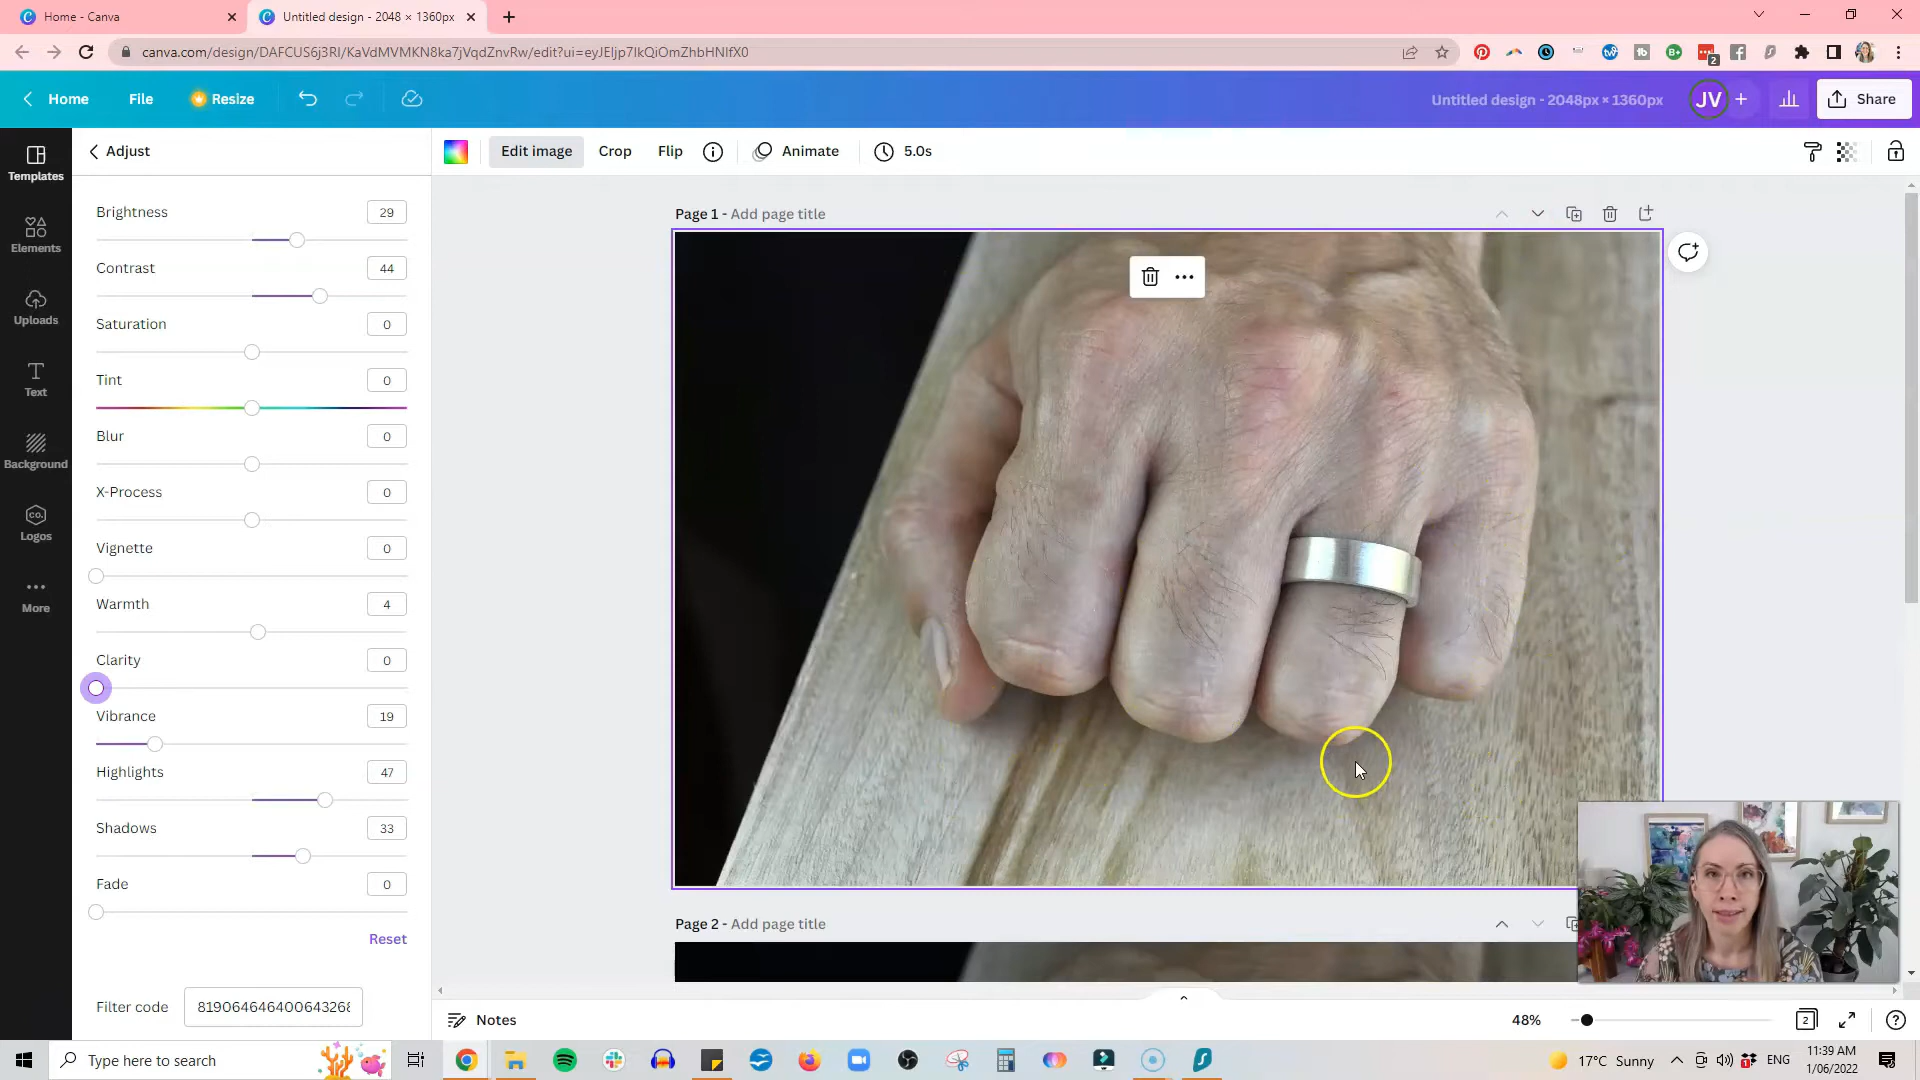 Home - Canva
Untitled design - 2048 × 1360px
canva.com/design/DAFCUS6j3RI/KaVdMVMKN8ka7jVqdZnvRw/edit?ui=eyJEIjp7IkQiOmZhbHNlfX0
Home
File
Resize
Untitled design - 2048px × 1360px
JV
Share
Templates
Elements
Uploads
Text
Background
CO.
Logos
More
Adjust
Edit image
Crop
Flip
Animate
5.0s
Brightness 29
Contrast 44
Saturation 0
Tint 0
Blur 0
X-Process 0
Vignette 0
Warmth 4
Clarity 0
Vibrance 19
Highlights 47
Shadows 33
Fade 0
Reset
Filter code 819064646400643268
Page 1 - Add page title
Page 2 - Add page title
Notes
48%
2
Type here to search
17°C Sunny
ENG
11:39 AM
1/06/2022